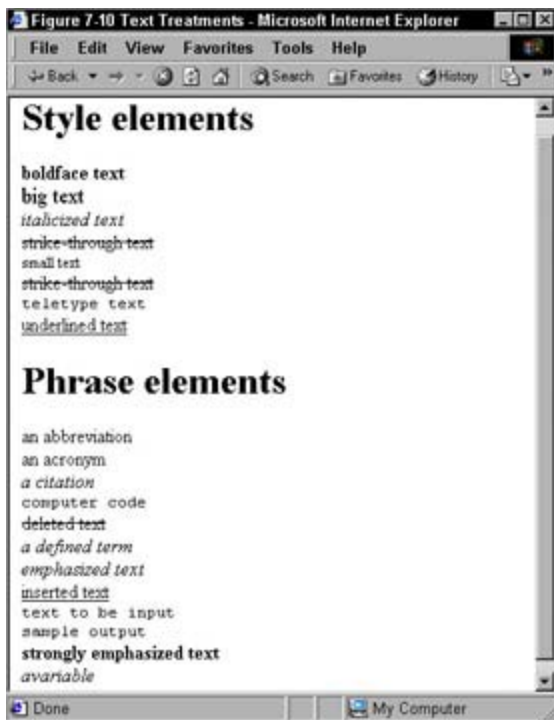 Figure 7-10 Text Treatments - Microsoft Internet Explorer
File Edit View Favorites Tools Help
Back Search Favorites History »
Style elements
boldface text
big text
italicized text
strike-through text
small text
strike-through text
teletype text
underlined text
Phrase elements
an abbreviation
an acronym
a citation
computer code
deleted text
a defined term
emphasized text
inserted text
text to be input
sample output
strongly emphasized text
avariable
Done My Computer